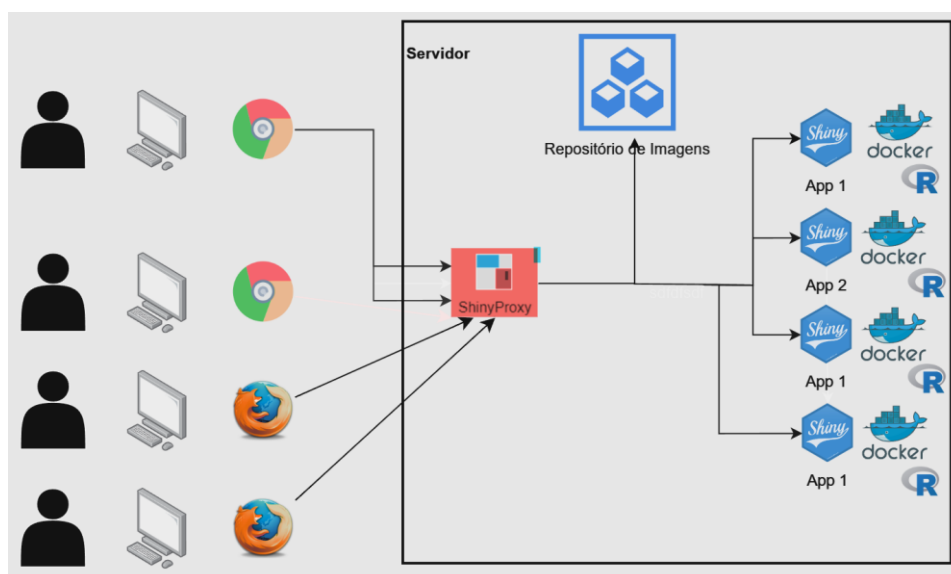 Servidor
Repositório de Imagens
Shiny
docker
R
App 1
Shiny
docker
R
App 2
ShinyProxy
Shiny
docker
R
App 1
Shiny
docker
R
App 1